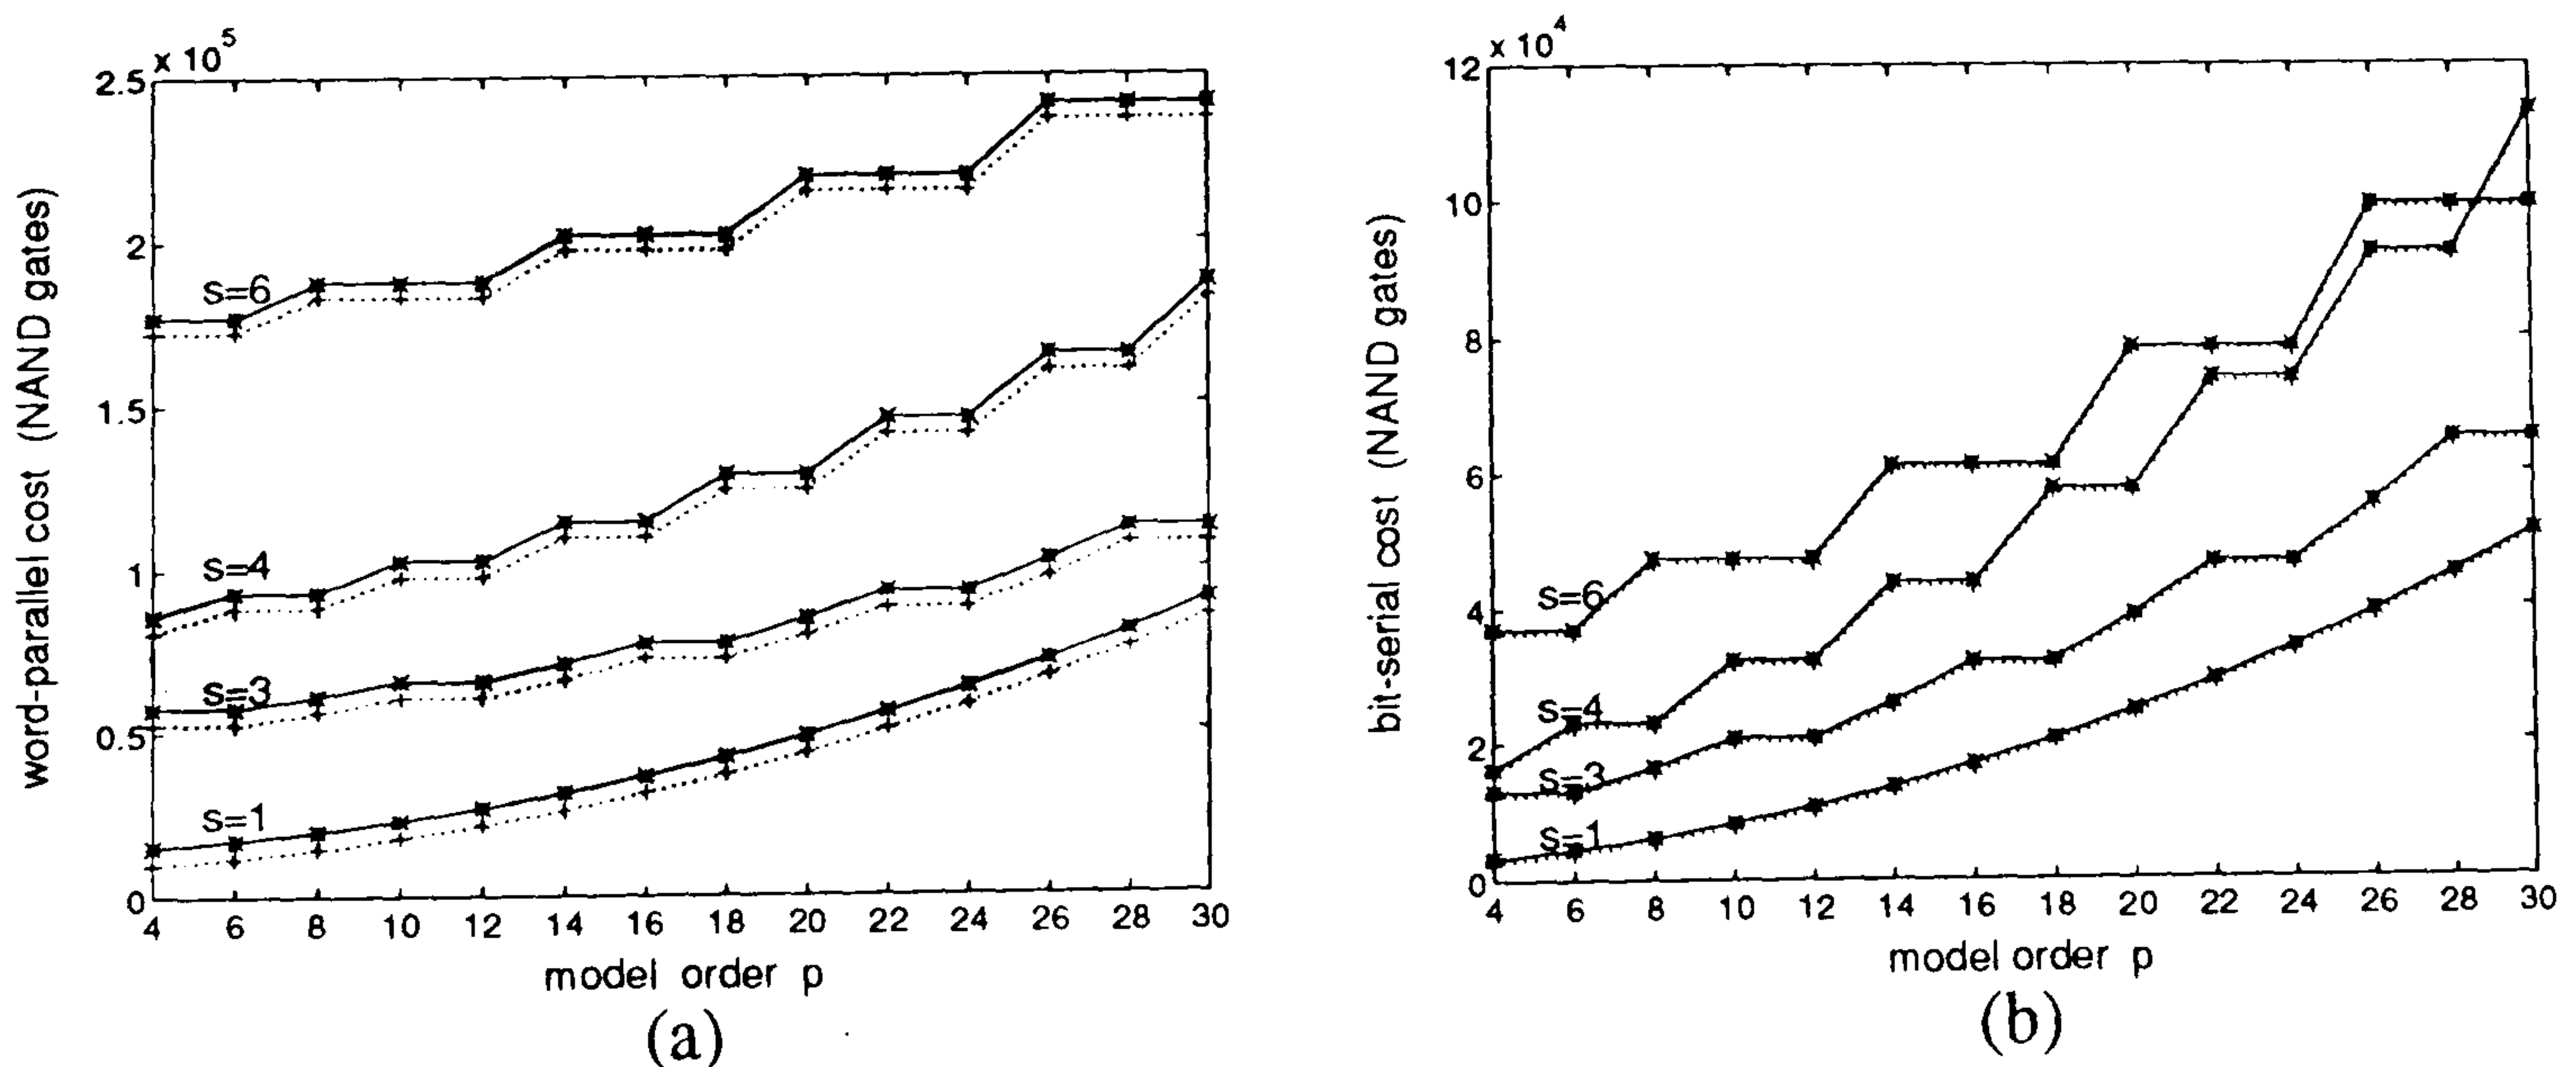 x 10^5
2.5
2
1.5
1
0.5
0
word-parallel cost (NAND gates)
s=6
s=4
s=3
s=1
4 6 8 10 12 14 16 18 20 22 24 26 28 30
model order p
(a)
x 10^4
12
10
8
6
4
2
0
bit-serial cost (NAND gates)
s=6
s=4
s=3
s=1
4 6 8 10 12 14 16 18 20 22 24 26 28 30
model order p
(b)